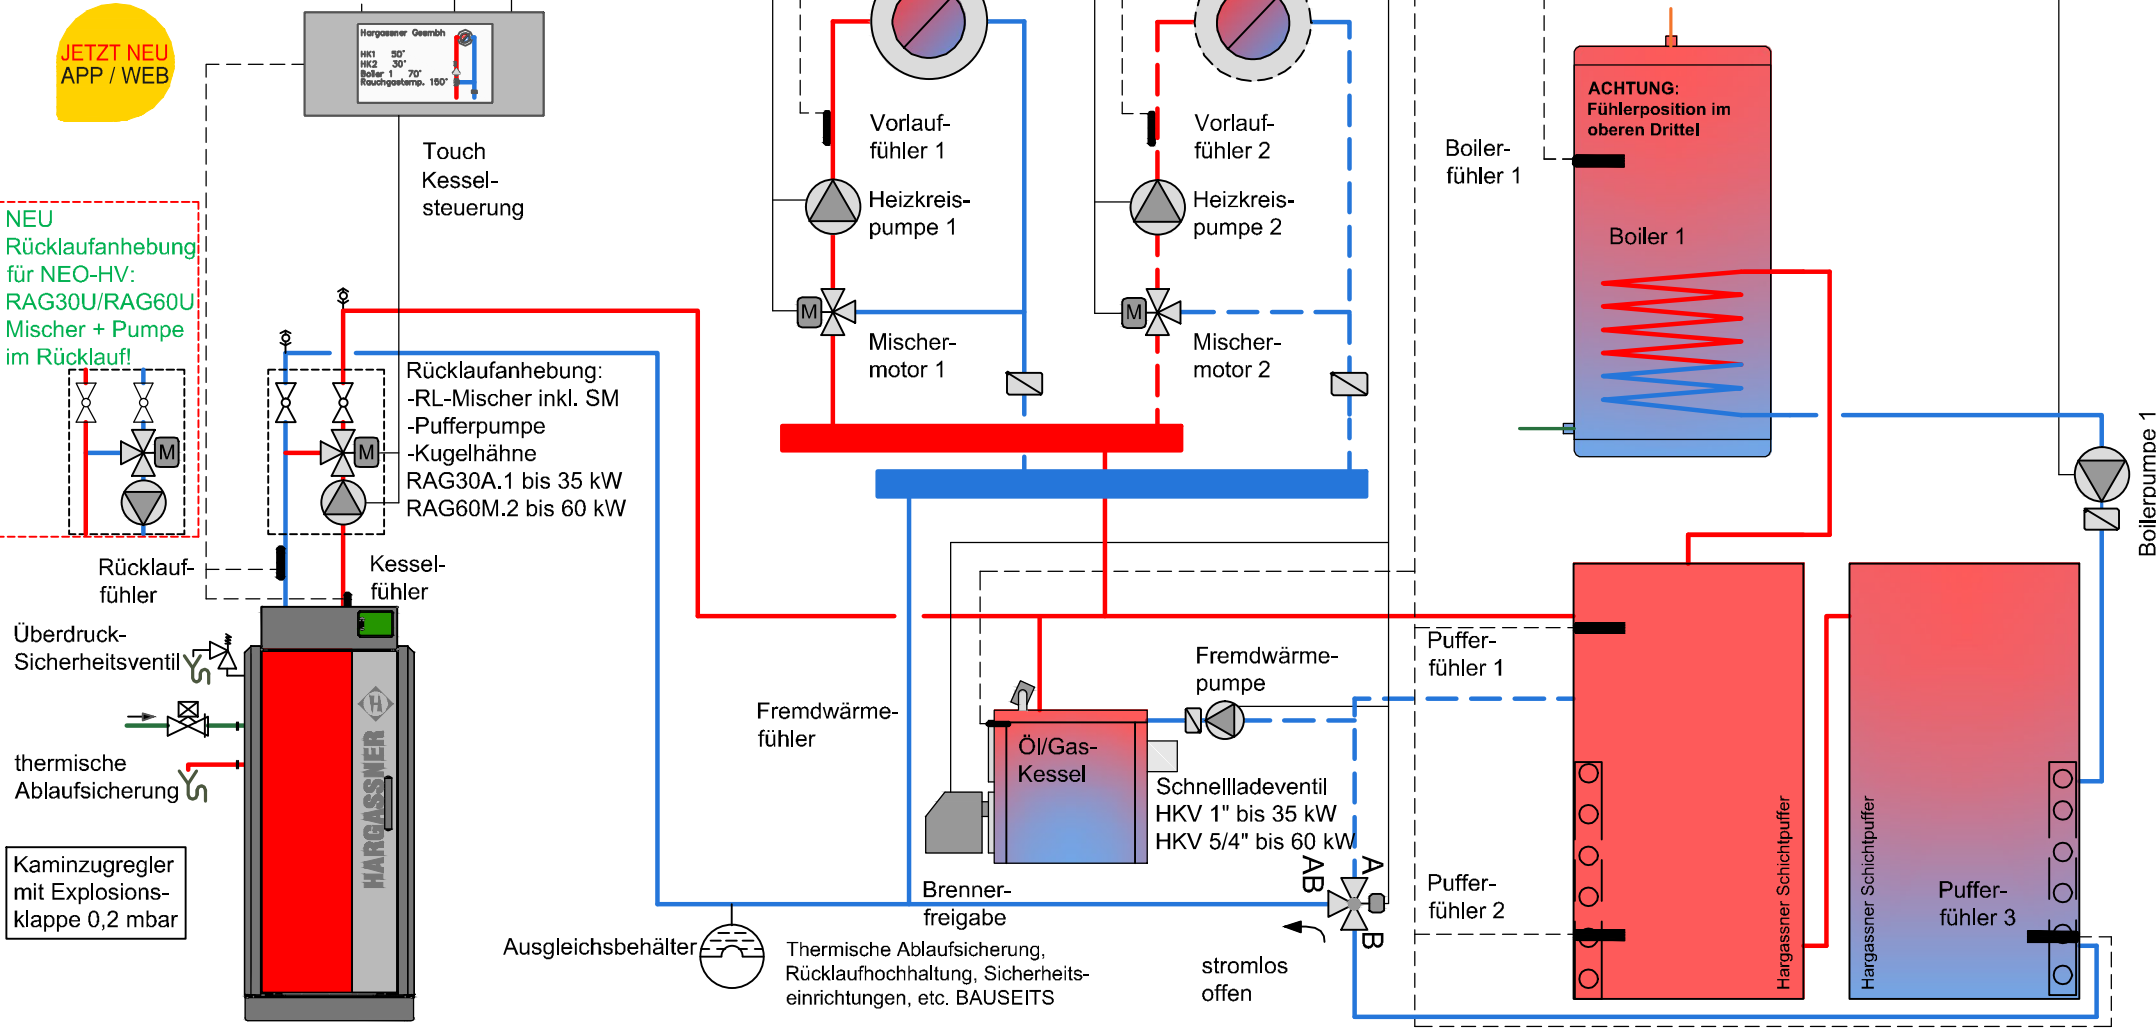 JETZT NEU
APP / WEB
Hargassner Gsembh
HK1 50°
HK2 30°
Boiler 1 70°
Rauchgastemp. 150°
Touch
Kessel-
steuerung
NEU
Rücklaufanhebung
für NEO-HV:
RAG30U/RAG60U
Mischer + Pumpe
im Rücklauf!
M
M
Rücklaufanhebung:
-RL-Mischer inkl. SM
-Pufferpumpe
-Kugelhähne
RAG30A.1 bis 35 kW
RAG60M.2 bis 60 kW
Rücklauf-
fühler
Kessel-
fühler
Überdruck-
Sicherheitsventil
thermische
Ablaufsicherung
HARGASSNER
H
Kaminzugregler
mit Explosions-
klappe 0,2 mbar
Vorlauf-
fühler 1
Heizkreis-
pumpe 1
M
Mischer-
motor 1
Vorlauf-
fühler 2
Heizkreis-
pumpe 2
M
Mischer-
motor 2
Fremdwärme-
fühler
Öl/Gas-
Kessel
Fremdwärme-
pumpe
Schnellladeventil
HKV 1" bis 35 kW
HKV 5/4" bis 60 kW
A
AB
B
Brenner-
freigabe
stromlos
offen
Ausgleichsbehälter
Thermische Ablaufsicherung,
Rücklaufhochhaltung, Sicherheits-
einrichtungen, etc. BAUSEITS
ACHTUNG:
Fühlerposition im
oberen Drittel
Boiler-
fühler 1
Boiler 1
Boilerpumpe 1
Puffer-
fühler 1
Puffer-
fühler 2
Hargassner Schichtpuffer
Hargassner Schichtpuffer
Puffer-
fühler 3